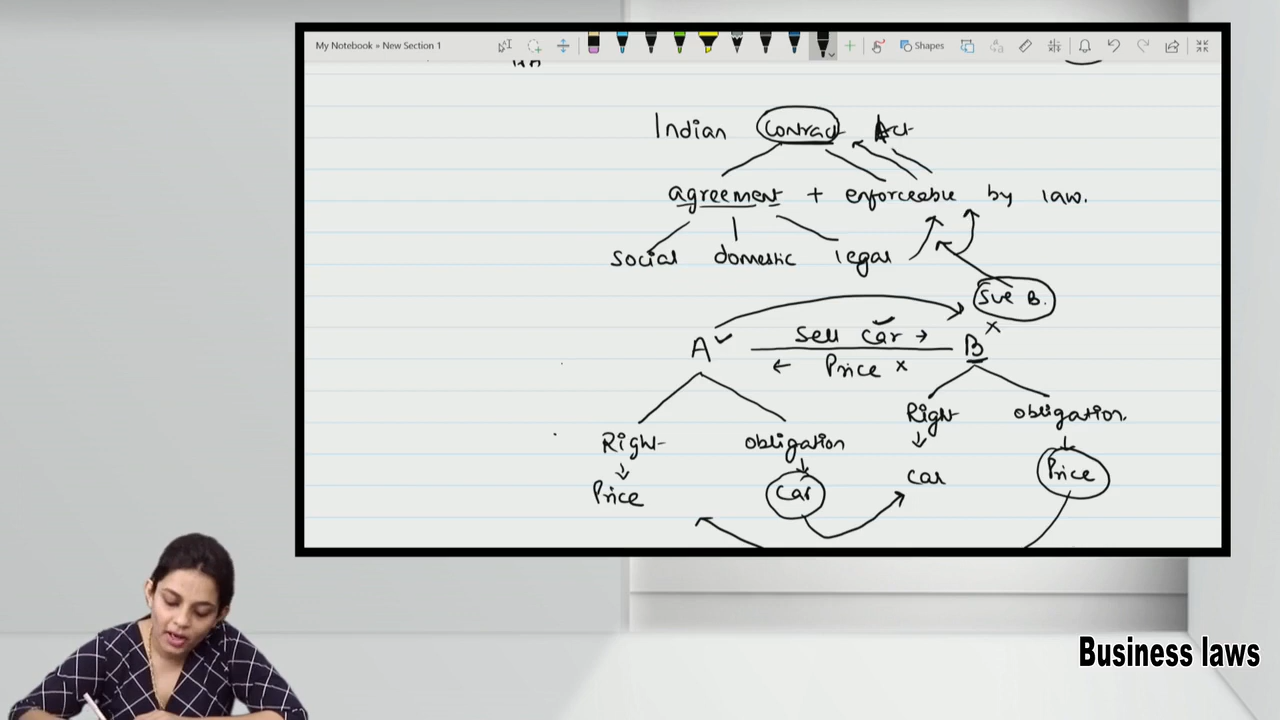 My Notebook » New Section 1
Shapes
Indian Contract Act
agreement + enforceable by law.
Social domestic legal
Sue B.
A ✓ Sell Car → B x
← Price x
Right obligation.
Right obligation
↓ ↓
Car Price
↓ ↓
Price Car
Business laws